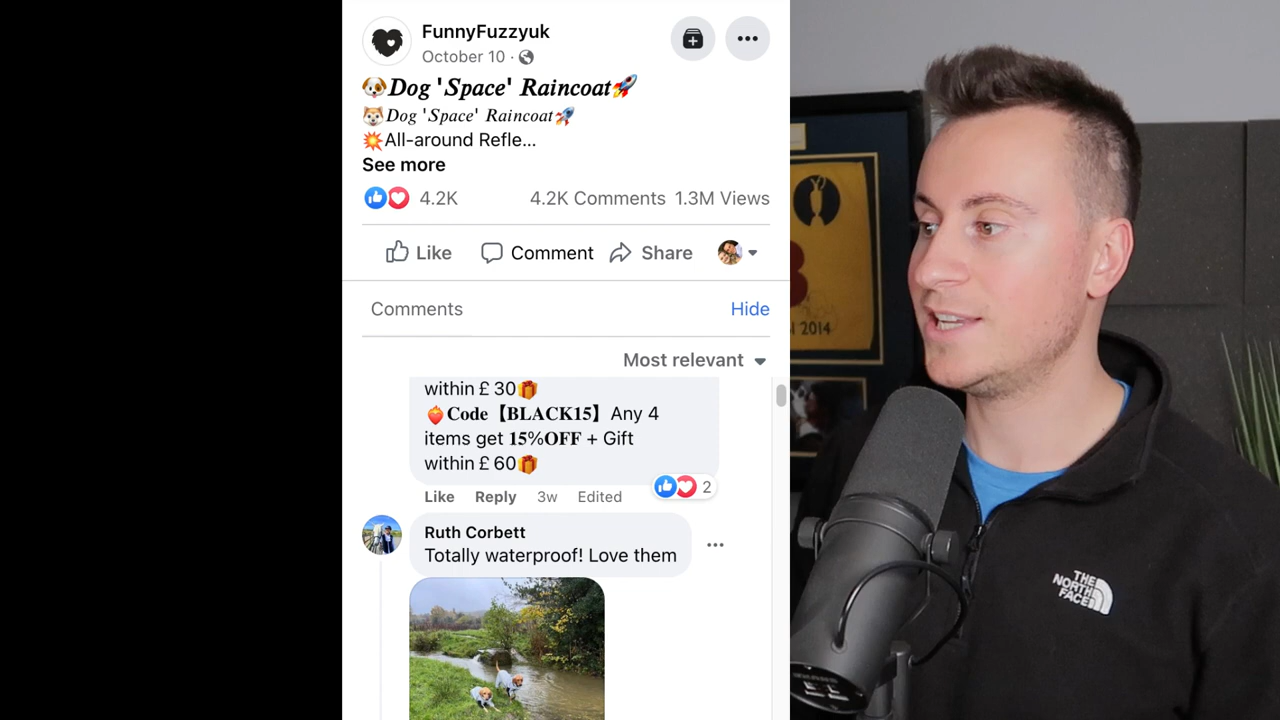 FunnyFuzzyuk
October 10 ·
🐶Dog 'Space' Raincoat🚀
🐕Dog 'Space' Raincoat🚀
💥All-around Refle...
See more
4.2K 4.2K Comments 1.3M Views
Like Comment Share
Comments Hide
Most relevant
within £ 30🎁
❤️‍🔥Code【BLACK15】Any 4
items get 15%OFF + Gift
within £ 60🎁
Like Reply 3w Edited 2
Ruth Corbett
Totally waterproof! Love them
2014
THE
NORTH
FACE